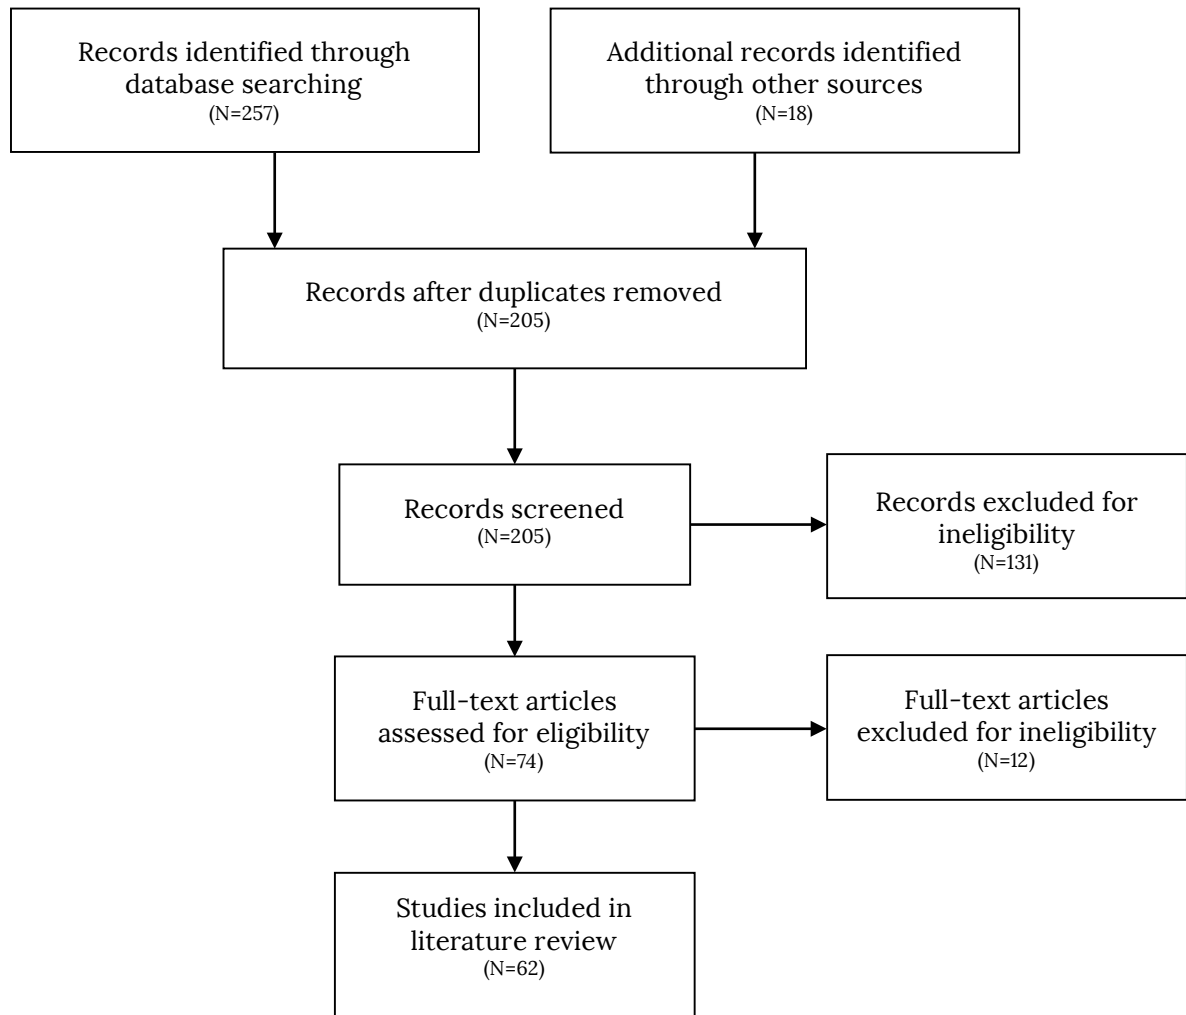 Records identified through
database searching
(N=257)
Additional records identified
through other sources
(N=18)
Records after duplicates removed
(N=205)
Records screened
(N=205)
Records excluded for
ineligibility
(N=131)
Full-text articles
assessed for eligibility
(N=74)
Full-text articles
excluded for ineligibility
(N=12)
Studies included in
literature review
(N=62)